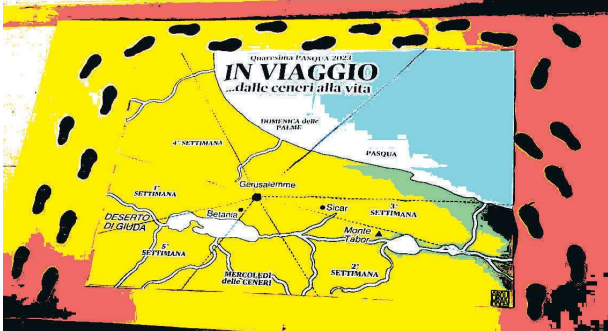 Quaresima PASQUA 2023
IN VIAGGIO
...dalle ceneri alla vita
DOMENICA delle
PALME
4ª SETTIMANA
PASQUA
Gerusalemme
1ª
SETTIMANA
Betania
Sicar
3ª
SETTIMANA
DESERTO
DI GIUDA
Monte
Tabor
5ª
SETTIMANA
MERCOLEDÌ
delle CENERI
2ª
SETTIMANA